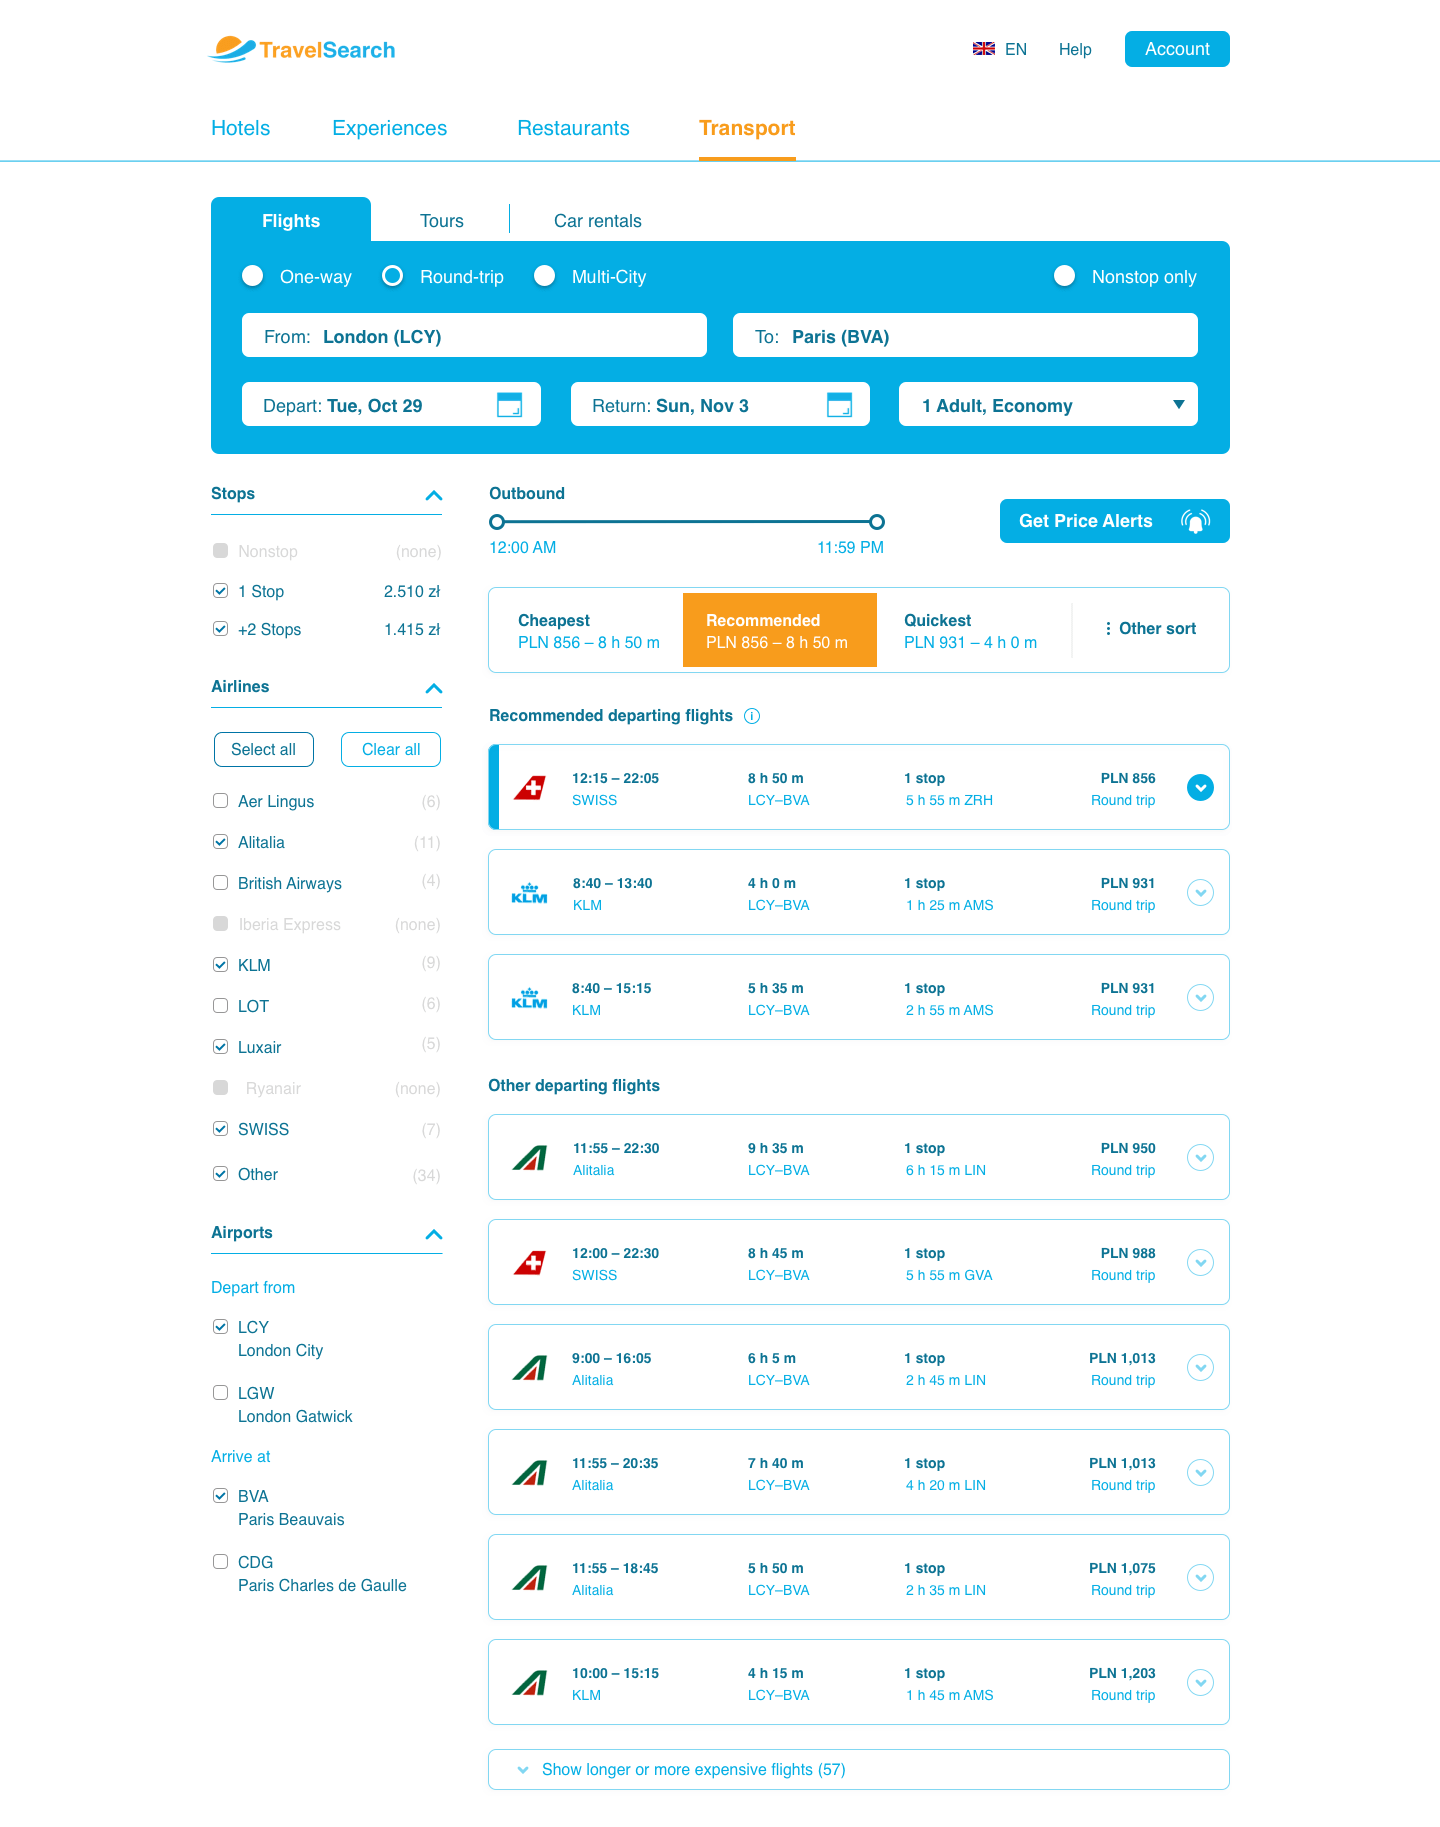 TravelSearch
EN Help Account
Hotels Experiences Restaurants Transport
Flights Tours Car rentals
One-way Round-trip Multi-City Nonstop only
From: London (LCY) To: Paris (BVA)
Depart: Tue, Oct 29 Return: Sun, Nov 3 1 Adult, Economy
Stops
Nonstop (none)
1 Stop 2.510 zł
+2 Stops 1.415 zł
Airlines
Select all Clear all
Aer Lingus (6)
Alitalia (11)
British Airways (4)
Iberia Express (none)
KLM (9)
LOT (6)
Luxair (5)
Ryanair (none)
SWISS (7)
Other (34)
Airports
Depart from
LCY
London City
LGW
London Gatwick
Arrive at
BVA
Paris Beauvais
CDG
Paris Charles de Gaulle
Outbound
12:00 AM 11:59 PM
Get Price Alerts
Cheapest Recommended Quickest Other sort
PLN 856 – 8 h 50 m PLN 856 – 8 h 50 m PLN 931 – 4 h 0 m
Recommended departing flights
12:15 – 22:05 8 h 50 m 1 stop PLN 856
SWISS LCY–BVA 5 h 55 m ZRH Round trip
KLM
8:40 – 13:40 4 h 0 m 1 stop PLN 931
KLM LCY–BVA 1 h 25 m AMS Round trip
KLM
8:40 – 15:15 5 h 35 m 1 stop PLN 931
KLM LCY–BVA 2 h 55 m AMS Round trip
Other departing flights
11:55 – 22:30 9 h 35 m 1 stop PLN 950
Alitalia LCY–BVA 6 h 15 m LIN Round trip
12:00 – 22:30 8 h 45 m 1 stop PLN 988
SWISS LCY–BVA 5 h 55 m GVA Round trip
9:00 – 16:05 6 h 5 m 1 stop PLN 1,013
Alitalia LCY–BVA 2 h 45 m LIN Round trip
11:55 – 20:35 7 h 40 m 1 stop PLN 1,013
Alitalia LCY–BVA 4 h 20 m LIN Round trip
11:55 – 18:45 5 h 50 m 1 stop PLN 1,075
Alitalia LCY–BVA 2 h 35 m LIN Round trip
10:00 – 15:15 4 h 15 m 1 stop PLN 1,203
KLM LCY–BVA 1 h 45 m AMS Round trip
Show longer or more expensive flights (57)